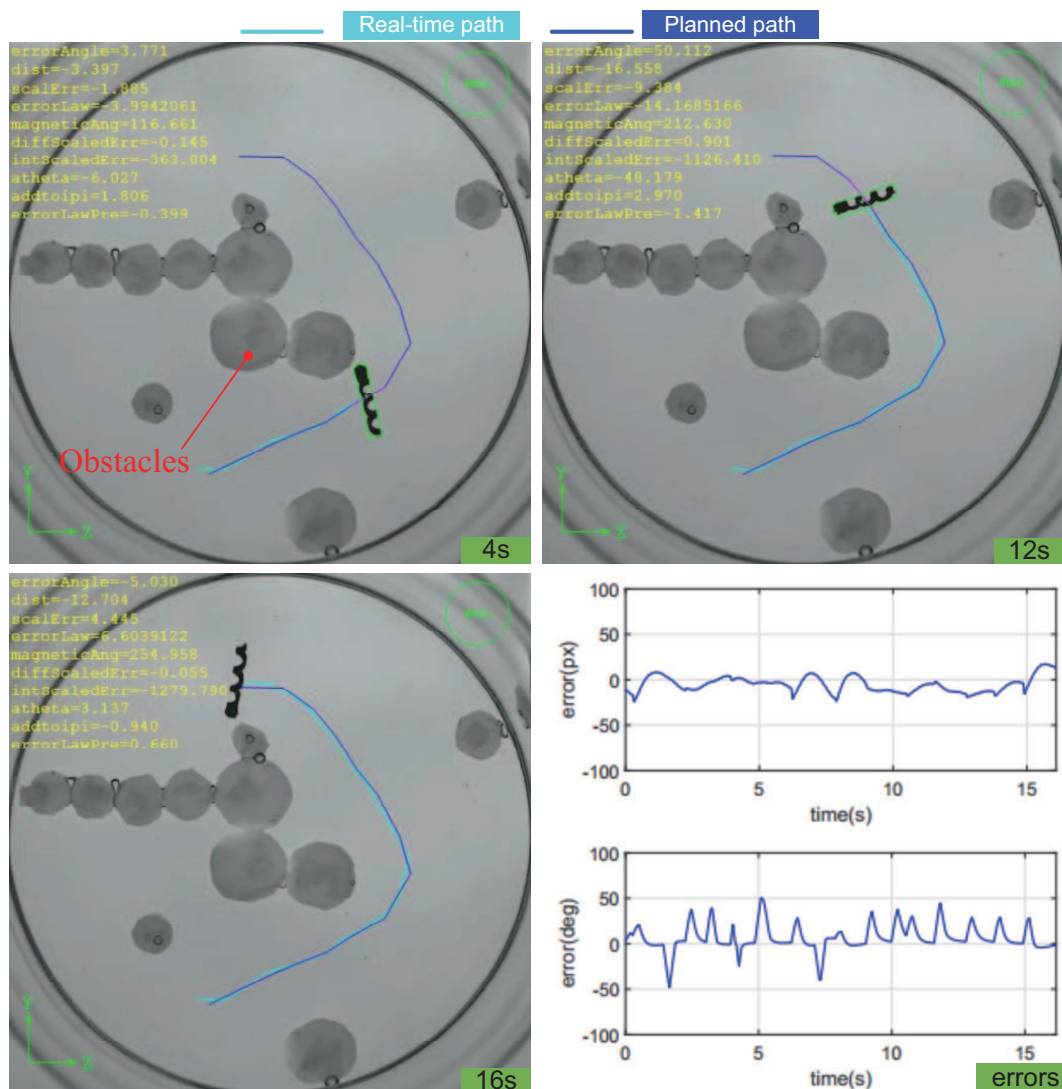 Real-time path
Planned path
errorAngle=3.771
dist=-3.397
scalErr=-1.885
errorLaw=-3.9942061
magneticAng=116.661
diffScaledErr=-0.145
intScaledErr=-363.004
atheta=-6.027
addtoipi=1.806
errorLawPre=-0.399
Obstacles
Y
Z
4s
errorAngle=50.112
dist=-16.558
scalErr=-9.384
errorLaw=-14.1685166
magneticAng=212.630
diffScaledErr=0.901
intScaledErr=-1126.410
atheta=-48.179
addtoipi=2.970
errorLawPre=-1.417
Y
Z
12s
errorAngle=-5.030
dist=-12.704
scalErr=4.445
errorLaw=6.6039122
magneticAng=254.958
diffScaledErr=-0.055
intScaledErr=-1279.790
atheta=3.137
addtoipi=-0.940
errorLawPre=0.660
Y
Z
16s
error(px)
100
50
0
-50
-100
0 5 10 15
time(s)
error(deg)
100
50
0
-50
-100
0 5 10 15
time(s)
errors